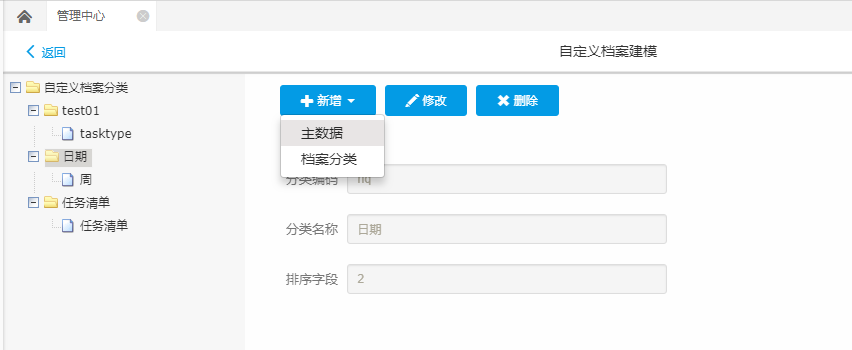 管理中心
返回
自定义档案建模
自定义档案分类
test01
tasktype
日期
周
任务清单
任务清单
新增
修改
删除
主数据
档案分类
分类编码
分类名称
日期
排序字段
2